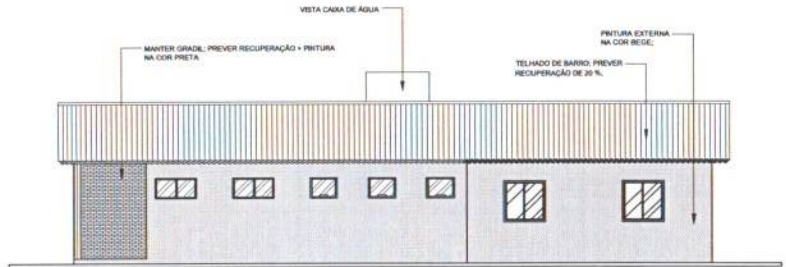 VISTA CAIXA DE ÁGUA
MANTER GRADIL; PREVER RECUPERAÇÃO + PINTURA
NA COR PRETA
PINTURA EXTERNA
NA COR BEGE;
TELHADO DE BARRO; PREVER
RECUPERAÇÃO DE 20 %;